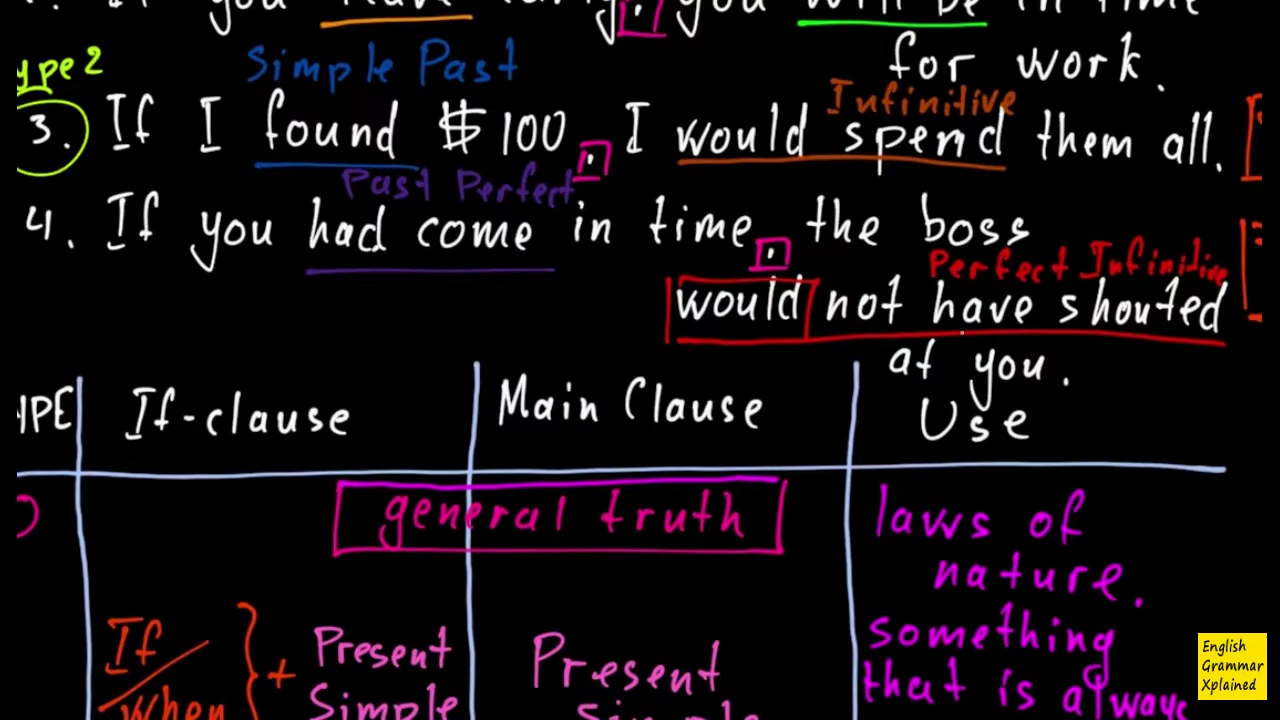 for work.
ype 2
Simple Past
Infinitive
3. If I found $ 100, I would spend them all.
Past Perfect
4. If you had come in time, the boss
Perfect Infinitive
would not have shouted
at you.
IPE If-clause Main Clause Use
general truth
laws of
nature.
something
that is always
If
when
+
Present
Simple
Present
Simple
English
Grammar
Xplained